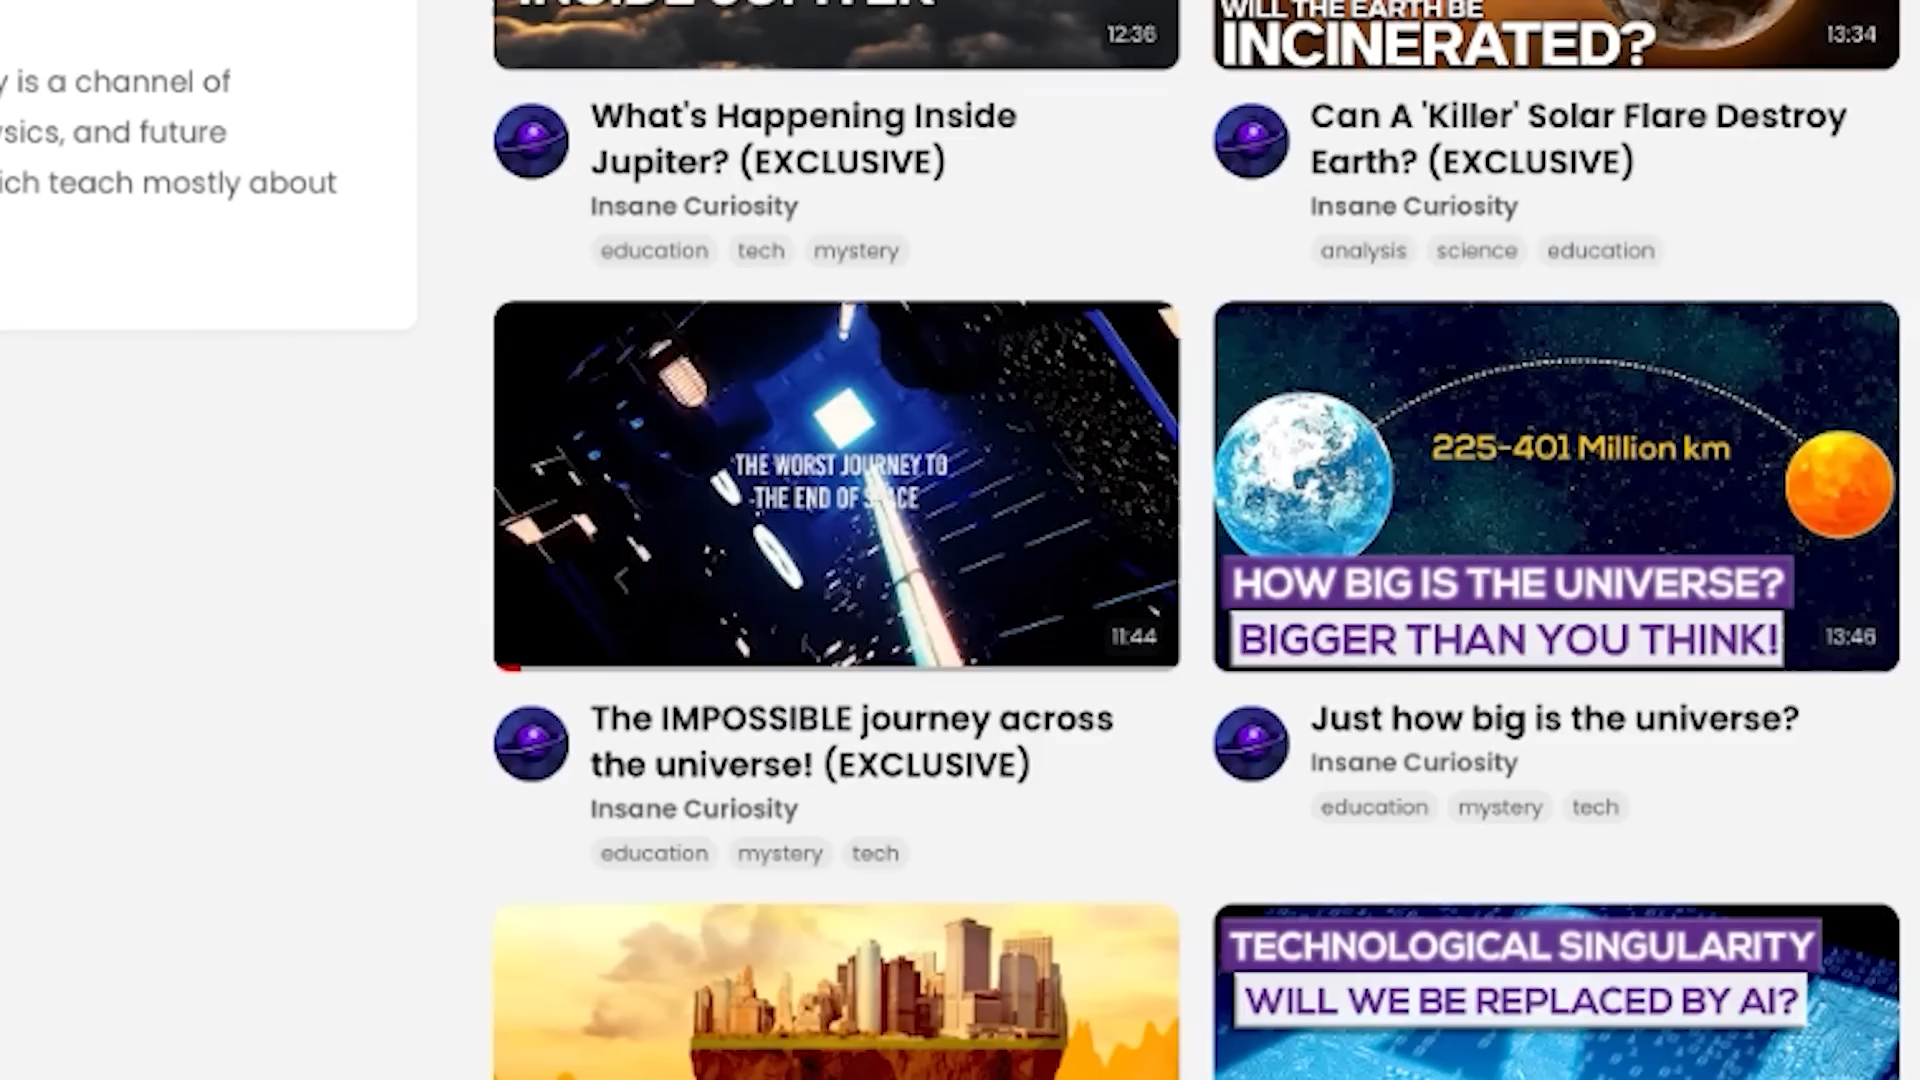 y is a channel of
ysics, and future
ich teach mostly about
INSIDE JUPITER
12:36
What's Happening Inside
Jupiter? (EXCLUSIVE)
Insane Curiosity
education tech mystery
WILL THE EARTH BE
INCINERATED?
13:34
Can A 'Killer' Solar Flare Destroy
Earth? (EXCLUSIVE)
Insane Curiosity
analysis science education
THE WORST JOURNEY TO
THE END OF SPACE
11:44
The IMPOSSIBLE journey across
the universe! (EXCLUSIVE)
Insane Curiosity
education mystery tech
225-401 Million km
HOW BIG IS THE UNIVERSE?
BIGGER THAN YOU THINK!
13:46
Just how big is the universe?
Insane Curiosity
education mystery tech
TECHNOLOGICAL SINGULARITY
WILL WE BE REPLACED BY AI?